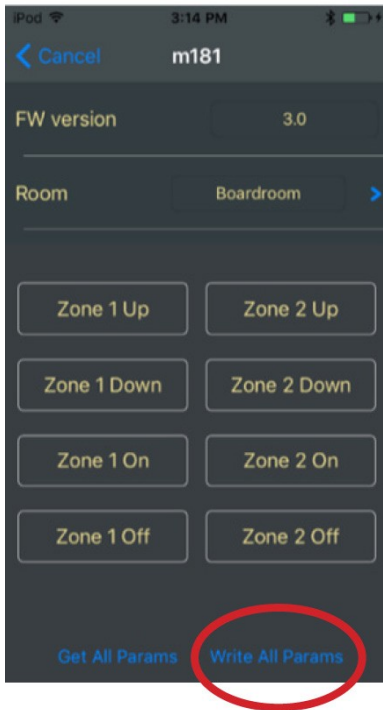 iPod 3:14 PM
Cancel m181
FW version 3.0
Room Boardroom
Zone 1 Up Zone 2 Up
Zone 1 Down Zone 2 Down
Zone 1 On Zone 2 On
Zone 1 Off Zone 2 Off
Get All Params Write All Params